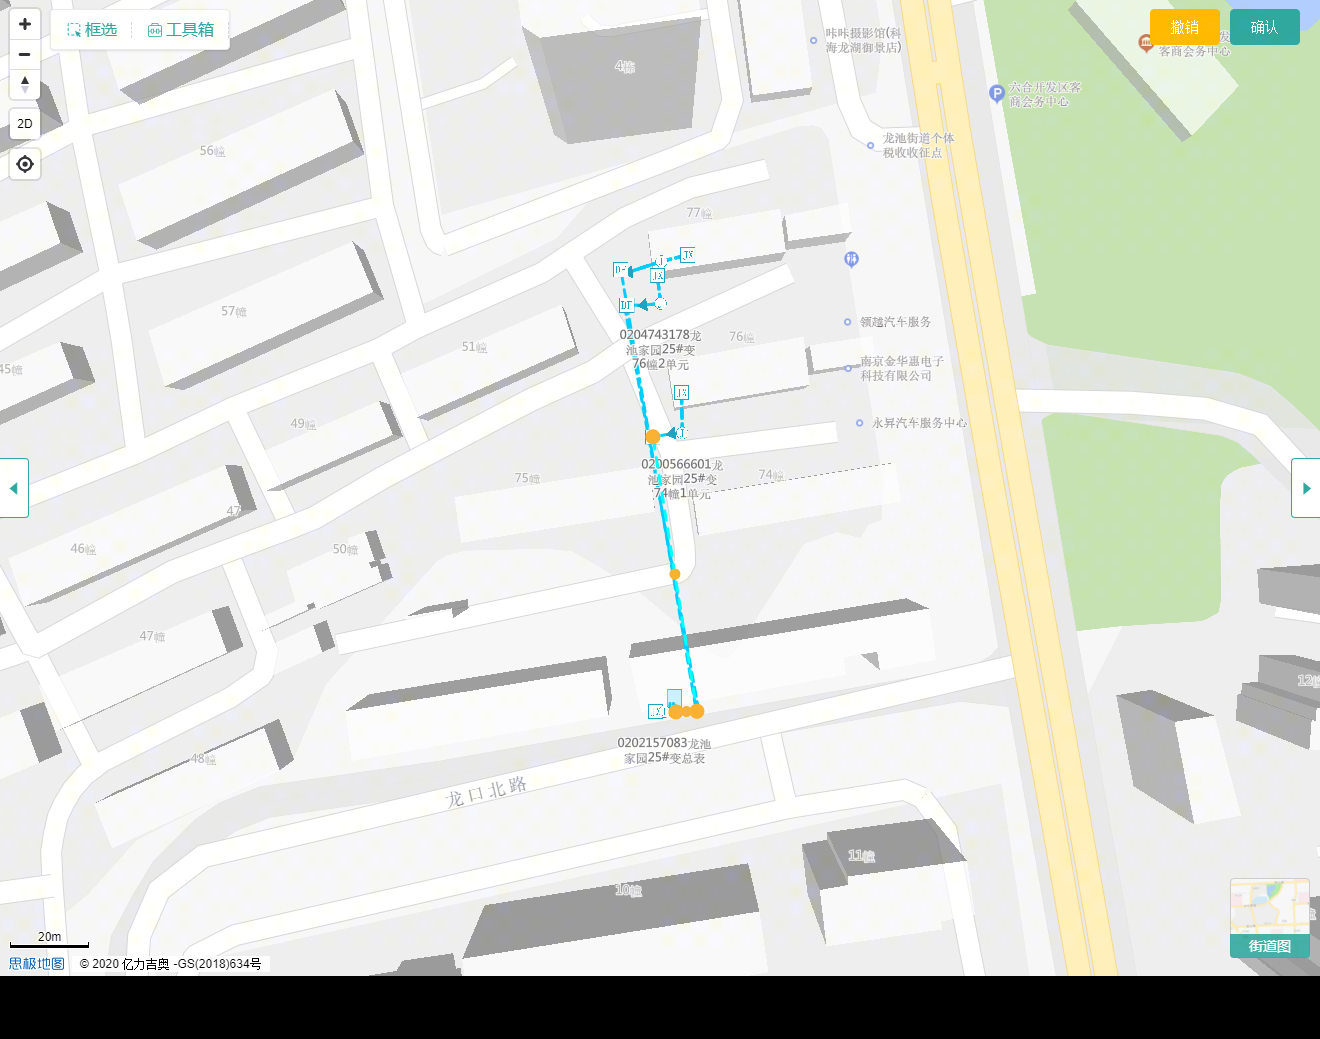 框选
工具箱
撤销
确认
2D
咔咔摄影馆(科
海龙湖御景店)
客商会务中心
六合开发区客
商会务中心
龙池街道个体
税收征点
4幢
56幢
77幢
57幢
51幢
76幢
领越汽车服务
南京金华惠电子
科技有限公司
45幢
49幢
永昇汽车服务中心
JX
JX
DF
0204743178龙
池家园25#变
76幢2单元
JX
0200566601龙
池家园25#变
74幢1单元
75幢
74幢
47
46幢
50幢
47幢
12幢
48幢
0202157083龙池
家园25#变总表
龙口北路
11幢
10幢
街道图
20m
思极地图
© 2020 亿力吉奥 -GS(2018)634号